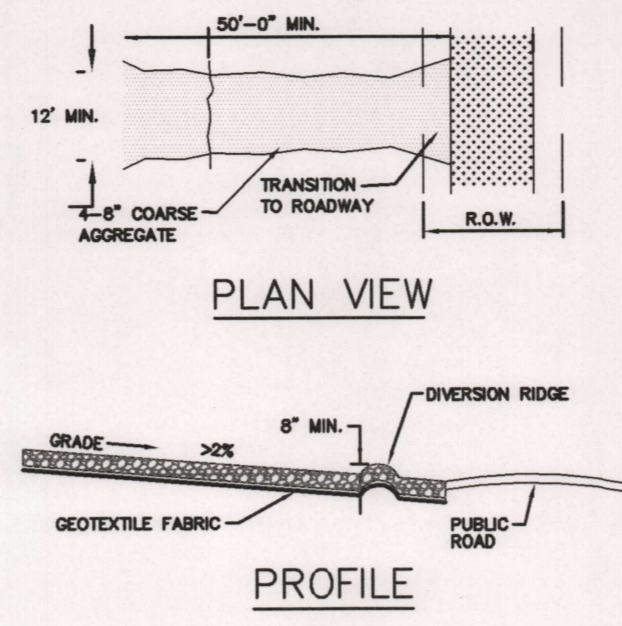 50'-0" MIN.
12' MIN.
TRANSITION
TO ROADWAY
4-8" COARSE
AGGREGATE
R.O.W.
PLAN VIEW
DIVERSION RIDGE
8" MIN.
GRADE
>2%
GEOTEXTILE FABRIC
PUBLIC
ROAD
PROFILE